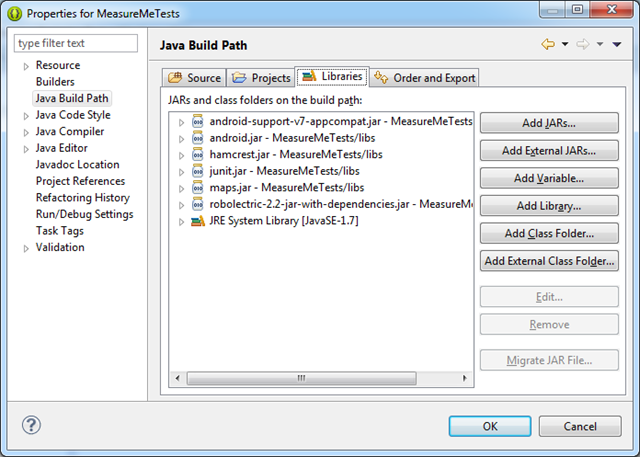 Properties for MeasureMeTests
type filter text
Resource
Builders
Java Build Path
Java Code Style
Java Compiler
Java Editor
Javadoc Location
Project References
Refactoring History
Run/Debug Settings
Task Tags
Validation
Java Build Path
Source Projects Libraries Order and Export
JARs and class folders on the build path:
android-support-v7-appcompat.jar - MeasureMeTests
android.jar - MeasureMeTests/libs
hamcrest.jar - MeasureMeTests/libs
junit.jar - MeasureMeTests/libs
maps.jar - MeasureMeTests/libs
robolectric-2.2-jar-with-dependencies.jar - MeasureMe
JRE System Library [JavaSE-1.7]
Add JARs...
Add External JARs...
Add Variable...
Add Library...
Add Class Folder...
Add External Class Folder...
Edit...
Remove
Migrate JAR File...
OK Cancel